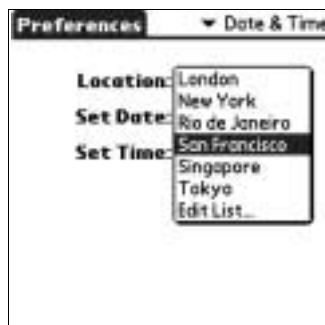 Preferences ▼ Date & Time
Location: London
New York
Set Date: Rio de Janeiro
Set Time: San Francisco
Singapore
Tokyo
Edit List...